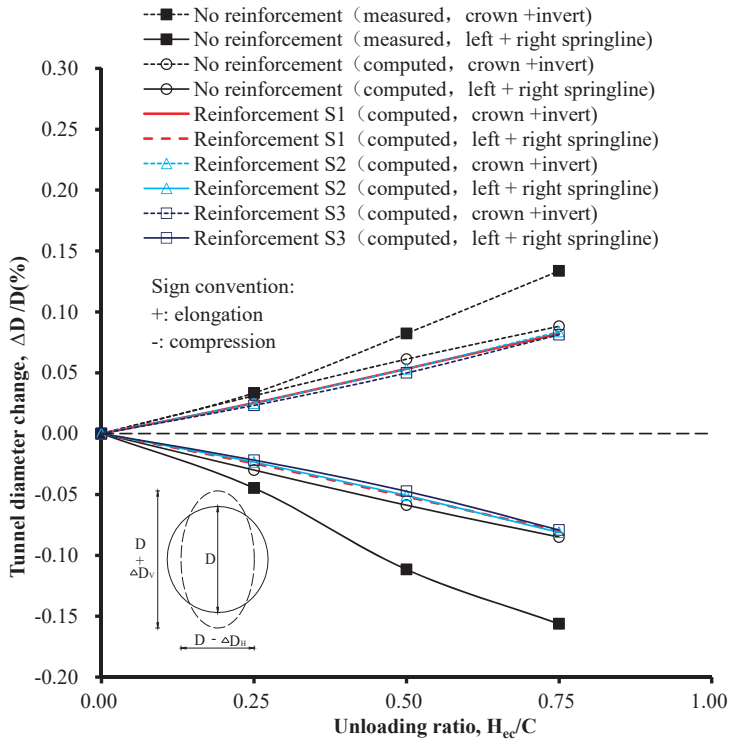 No reinforcement（measured，crown +invert)
No reinforcement（measured，left + right springline)
No reinforcement（computed，crown +invert)
No reinforcement（computed，left + right springline)
Reinforcement S1（computed，crown +invert)
Reinforcement S1（computed，left + right springline)
Reinforcement S2（computed，crown +invert)
Reinforcement S2（computed，left + right springline)
Reinforcement S3（computed，crown +invert)
Reinforcement S3（computed，left + right springline)
Tunnel diameter change, ΔD/D(%)
0.30
0.25
0.20
0.15
0.10
0.05
0.00
-0.05
-0.10
-0.15
-0.20
Sign convention:
+: elongation
-: compression
D
+
ΔDV
D
D - ΔDH
0.00 0.25 0.50 0.75 1.00
Unloading ratio, Hec/C